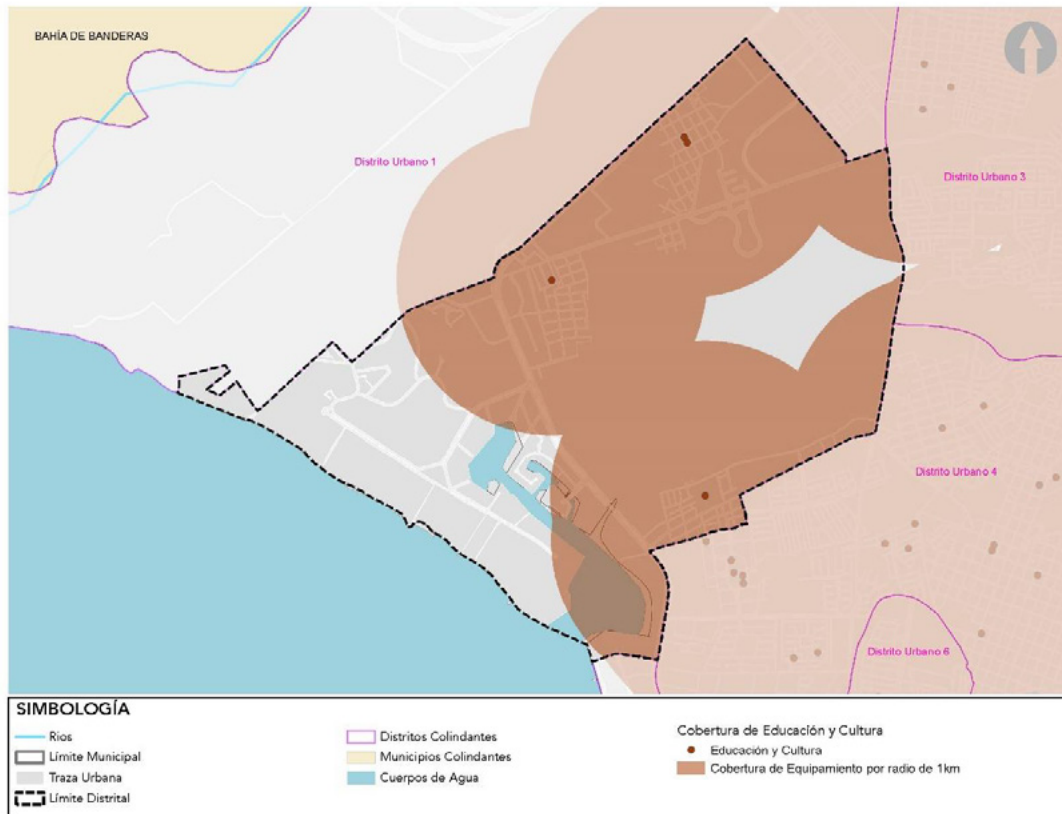 BAHÍA DE BANDERAS
Distrito Urbano 1
Distrito Urbano 3
Distrito Urbano 4
Distrito Urbano 6
SIMBOLOGÍA
Rios
Límite Municipal
Traza Urbana
Límite Distrital
Distritos Colindantes
Municipios Colindantes
Cuerpos de Agua
Cobertura de Educación y Cultura
Educación y Cultura
Cobertura de Equipamiento por radio de 1km